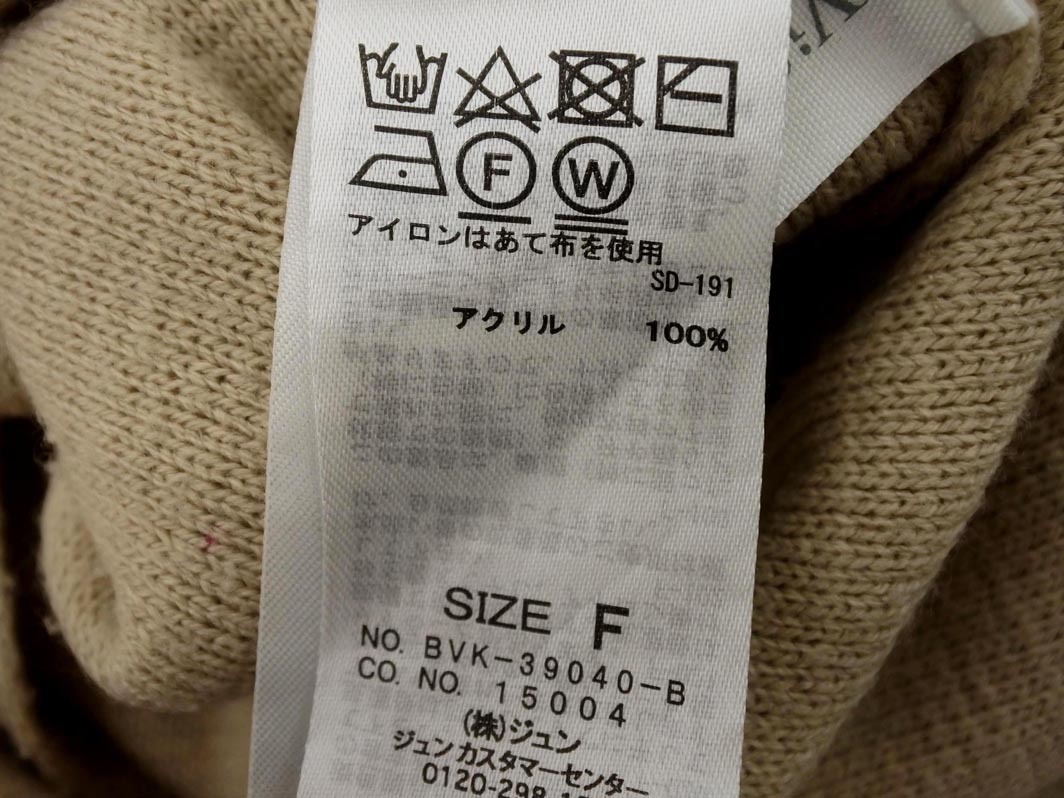 F W
アイロンはあて布を使用
SD-191
アクリル 100%
SIZE F
NO. BVK-39040-B
CO. NO. 15004
(株)ジュン
ジュンカスタマーセンター
0120-298-